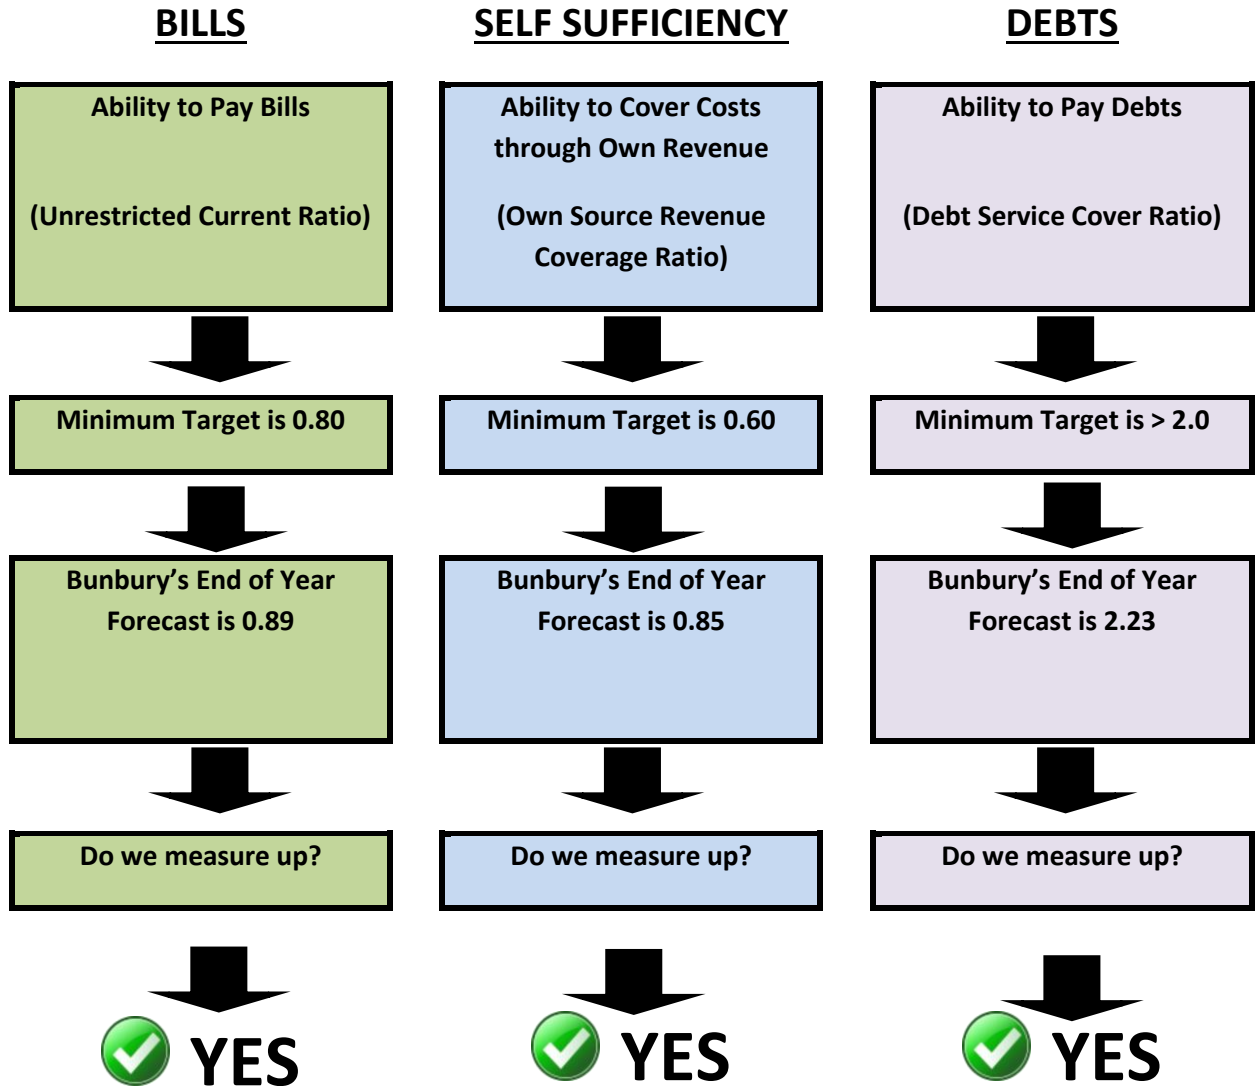 BILLS
Ability to Pay Bills
(Unrestricted Current Ratio)
Minimum Target is 0.80
Bunbury’s End of Year
Forecast is 0.89
Do we measure up?
YES
SELF SUFFICIENCY
Ability to Cover Costs
through Own Revenue
(Own Source Revenue
Coverage Ratio)
Minimum Target is 0.60
Bunbury’s End of Year
Forecast is 0.85
Do we measure up?
YES
DEBTS
Ability to Pay Debts
(Debt Service Cover Ratio)
Minimum Target is > 2.0
Bunbury’s End of Year
Forecast is 2.23
Do we measure up?
YES